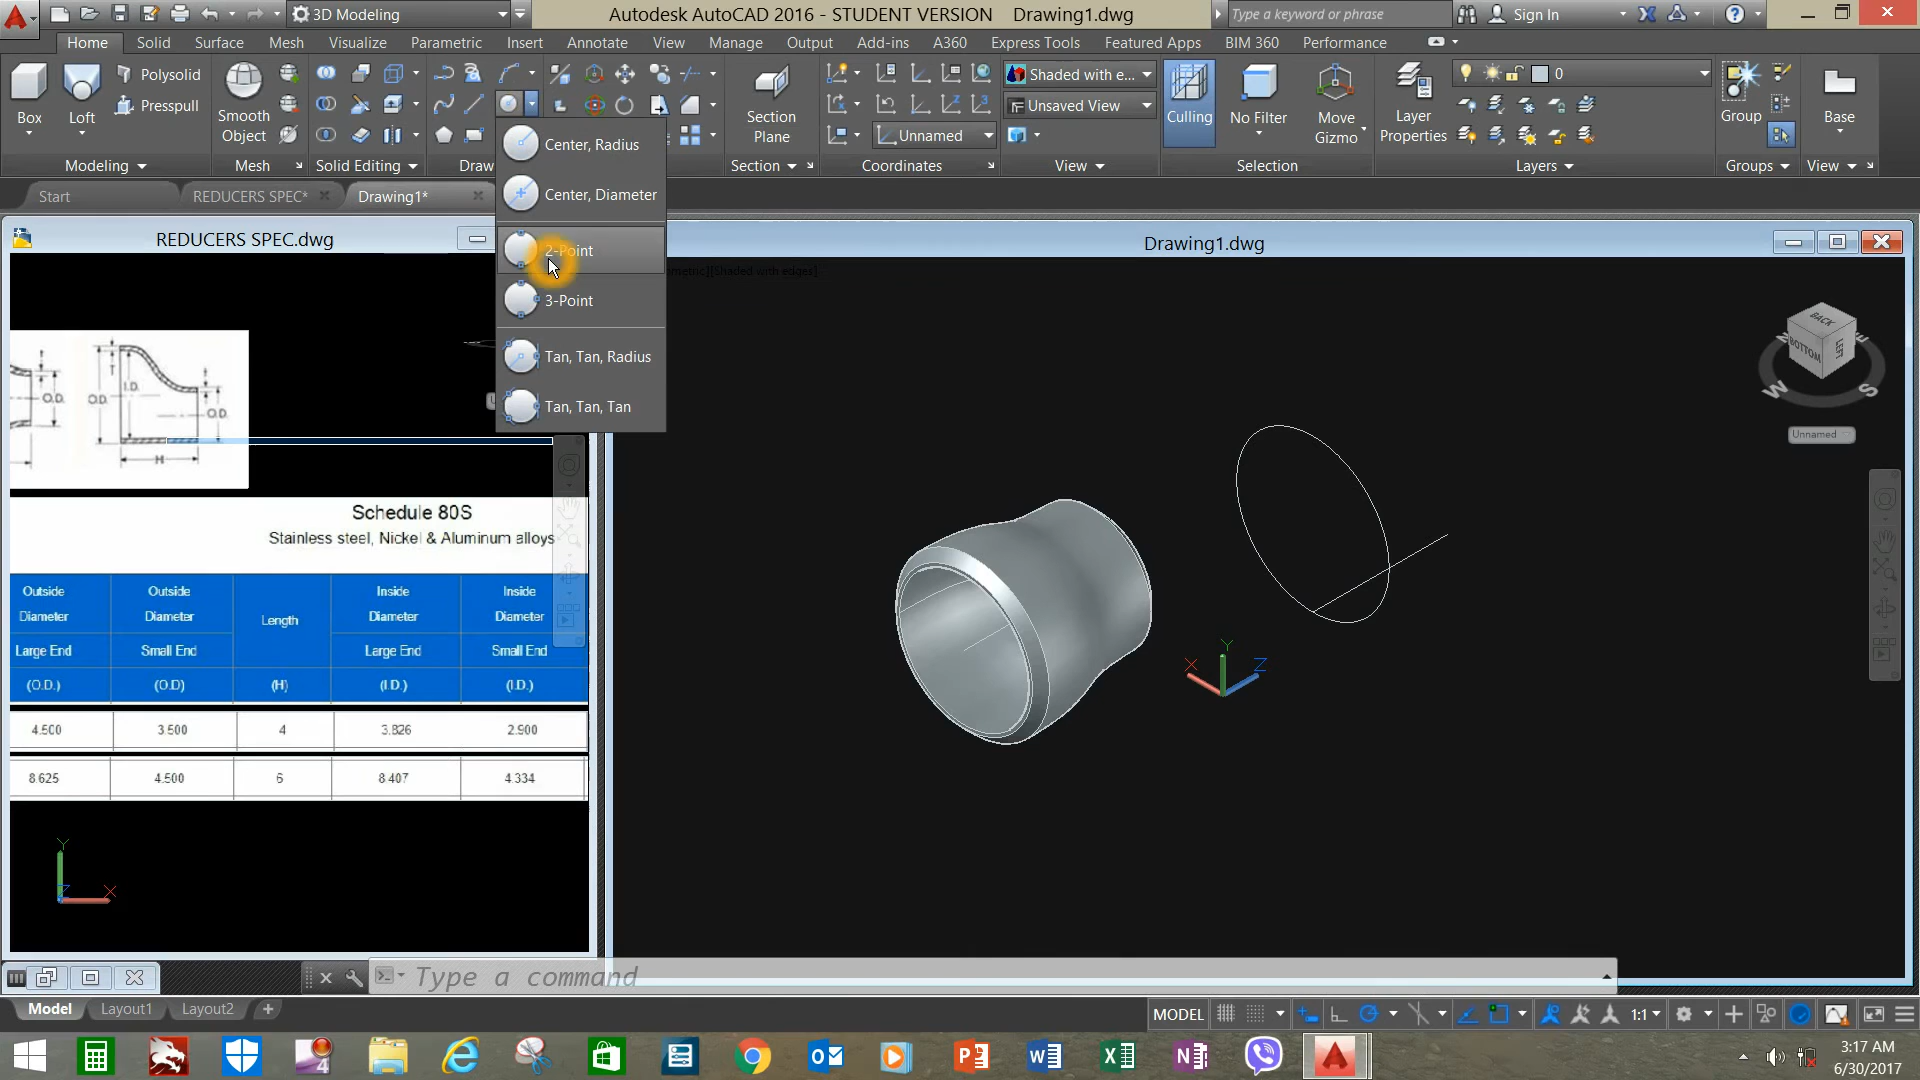 3D Modeling
Autodesk AutoCAD 2016 - STUDENT VERSION Drawing1.dwg
Type a keyword or phrase
Sign In
Home Solid Surface Mesh Visualize Parametric Insert Annotate View Manage Output Add-ins A360 Express Tools Featured Apps BIM 360 Performance
Box
Loft
Polysolid
Presspull
Smooth
Object
Section
Plane
Unnamed
Shaded with e...
Unsaved View
Culling
No Filter
Move
Gizmo
Layer
Properties
0
Group
Base
Modeling
Mesh
Solid Editing
Draw
Section
Coordinates
View
Selection
Layers
Groups
View
Center, Radius
Center, Diameter
2-Point
3-Point
Tan, Tan, Radius
Tan, Tan, Tan
Start
REDUCERS SPEC*
Drawing1*
REDUCERS SPEC.dwg
Drawing1.dwg
[Shaded with edges]
t
O.D.
O.D.
T
I.D.
t
O.D.
H
H
Schedule 80S
Stainless steel, Nickel & Aluminum alloys
Outside Diameter Large End (O.D.)
Outside Diameter Small End (O.D)
Length (H)
Inside Diameter Large End (I.D.)
Inside Diameter Small End (I.D.)
4.500 3.500 4 3.826 2.900
8.625 4.500 6 8.407 4.334
Y
Z
X
X
Y
Z
BACK
BOTTOM
LEFT
W
S
Unnamed
Type a command
Model
Layout1
Layout2
MODEL
1:1
4
3:17 AM
6/30/2017